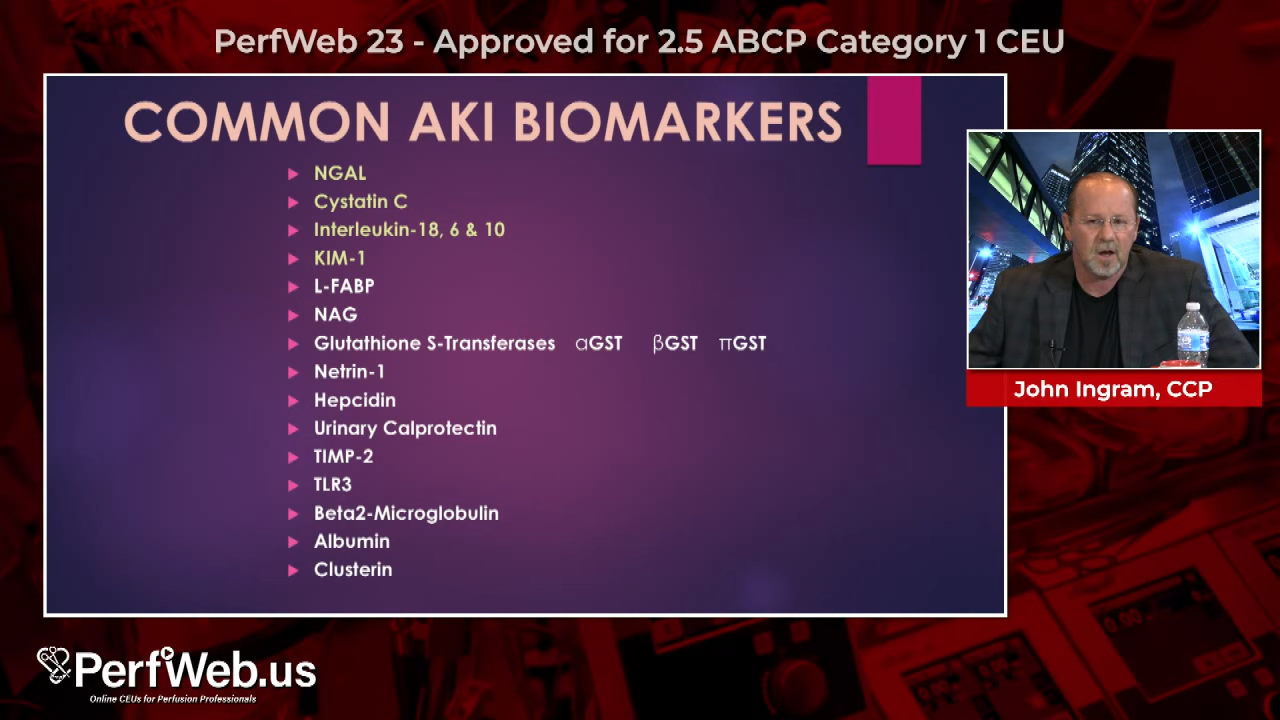 PerfWeb 23 - Approved for 2.5 ABCP Category 1 CEU
COMMON AKI BIOMARKERS
NGAL
Cystatin C
Interleukin-18, 6 & 10
KIM-1
L-FABP
NAG
Glutathione S-Transferases αGST βGST πGST
Netrin-1
Hepcidin
Urinary Calprotectin
TIMP-2
TLR3
Beta2-Microglobulin
Albumin
Clusterin
John Ingram, CCP
PerfWeb.us
Online CEUs for Perfusion Professionals